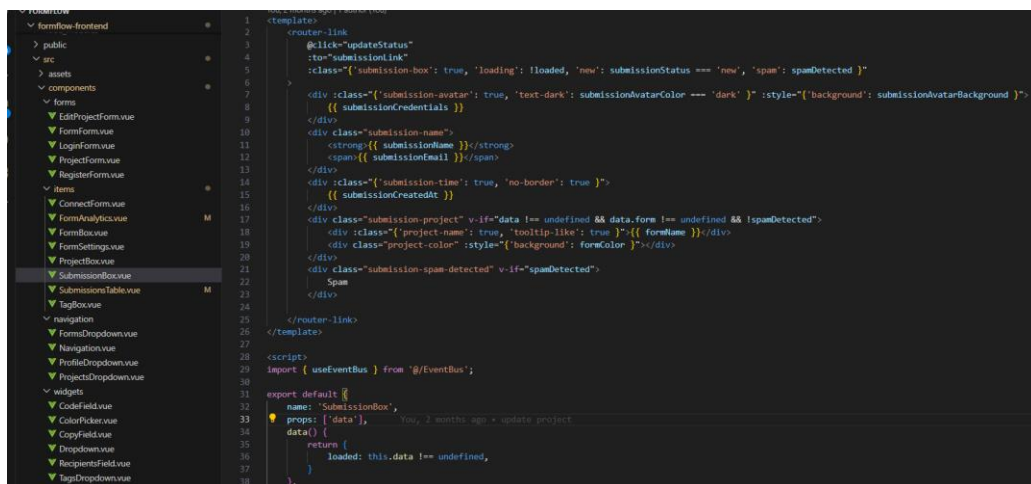 FORMFLOW
formflow-frontend
public
src
assets
components
forms
EditProjectForm.vue
FormForm.vue
LoginForm.vue
ProjectForm.vue
RegisterForm.vue
items
ConnectForm.vue
FormAnalytics.vue M
FormBox.vue
FormSettings.vue
ProjectBox.vue
SubmissionBox.vue
SubmissionsTable.vue M
TagBox.vue
navigation
FormsDropdown.vue
Navigation.vue
ProfileDropdown.vue
ProjectsDropdown.vue
widgets
CodeField.vue
ColorPicker.vue
CopyField.vue
Dropdown.vue
RecipientsField.vue
TagsDropdown.vue
You, 2 months ago | 1 author (You)
1 <template>
2 <router-link
3 @click="updateStatus"
4 :to="submissionLink"
5 :class="{'submission-box': true, 'loading': !loaded, 'new': submissionStatus === 'new', 'spam': spamDetected }"
6 >
7 <div :class="{'submission-avatar': true, 'text-dark': submissionAvatarColor === 'dark' }" :style="{'background': submissionAvatarBackground }">
8 {{ submissionCredentials }}
9 </div>
10 <div class="submission-name">
11 <strong>{{ submissionName }}</strong>
12 <span>{{ submissionEmail }}</span>
13 </div>
14 <div :class="{'submission-time': true, 'no-border': true }">
15 {{ submissionCreatedAt }}
16 </div>
17 <div class="submission-project" v-if="data !== undefined && data.form !== undefined && !spamDetected">
18 <div :class="{'project-name': true, 'tooltip-like': true }">{{ formName }}</div>
19 <div class="project-color" :style="{'background': formColor }"></div>
20 </div>
21 <div class="submission-spam-detected" v-if="spamDetected">
22 Spam
23 </div>
24
25 </router-link>
26 </template>
27
28 <script>
29 import { useEventBus } from '@/EventBus';
30
31 export default {
32 name: 'SubmissionBox',
33 props: ['data'], You, 2 months ago • update project
34 data() {
35 return {
36 loaded: this.data !== undefined,
37 }
38 },